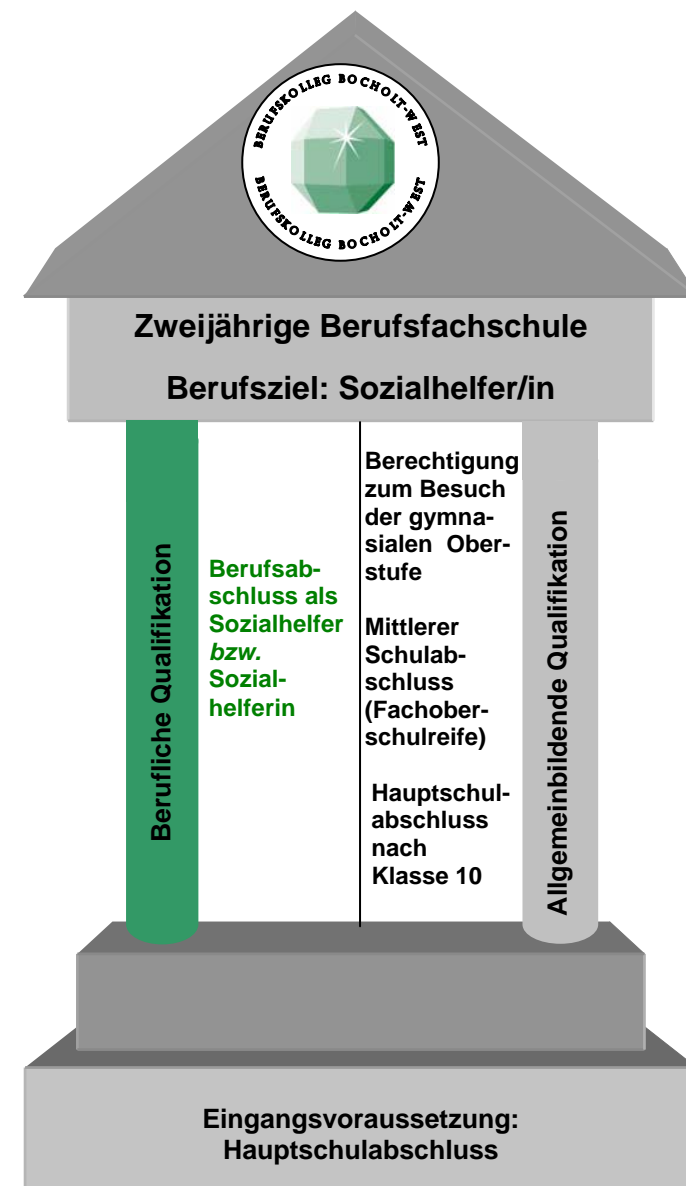 BERUFSKOLLEG BOCHOLT-WEST
BERUFSKOLLEG BOCHOLT-WEST
Zweijährige Berufsfachschule
Berufsziel: Sozialhelfer/in
Berufliche Qualifikation
Berufsab-
schluss als
Sozialhelfer
bzw.
Sozial-
helferin
Berechtigung
zum Besuch
der gymna-
sialen Ober-
stufe
Mittlerer
Schulab-
schluss
(Fachober-
schulreife)
Hauptschul-
abschluss
nach
Klasse 10
Allgemeinbildende Qualifikation
Eingangsvoraussetzung:
Hauptschulabschluss